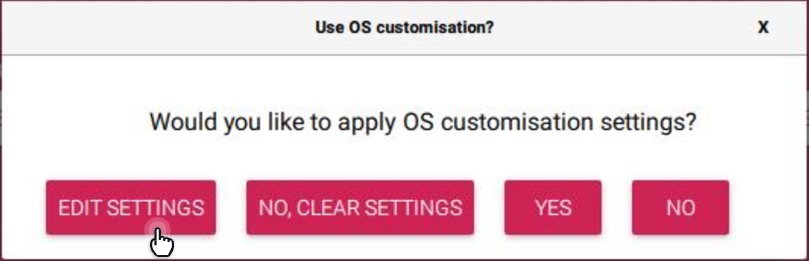 Use OS customisation? X
Would you like to apply OS customisation settings?
EDIT SETTINGS NO, CLEAR SETTINGS YES NO